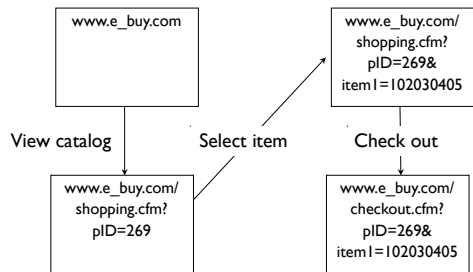 www.e_buy.com
View catalog
www.e_buy.com/
shopping.cfm?
pID=269
Select item
www.e_buy.com/
shopping.cfm?
pID=269&
item1=102030405
Check out
www.e_buy.com/
checkout.cfm?
pID=269&
item1=102030405